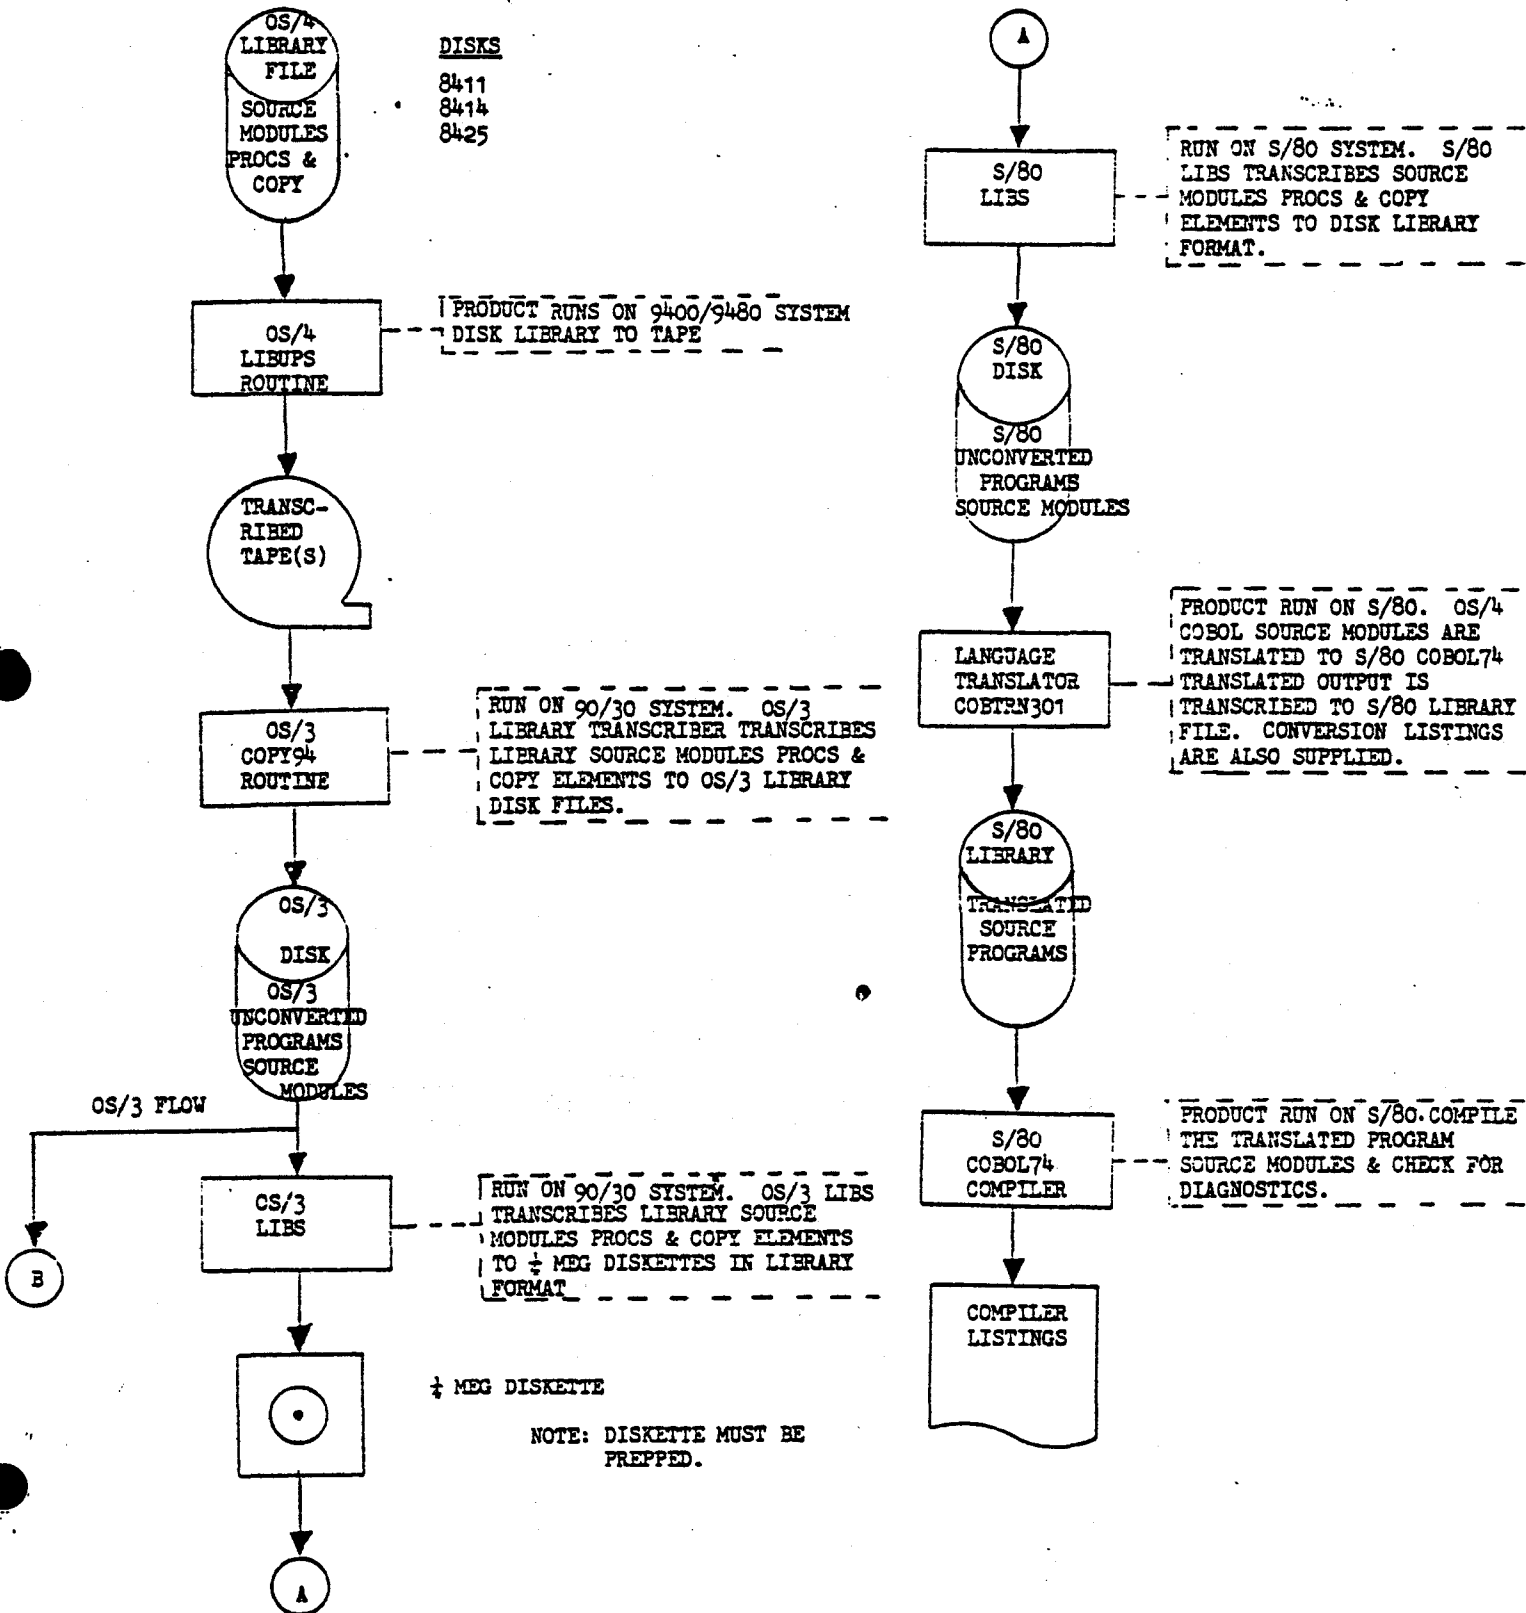 OS/4
LIBRARY
FILE
SOURCE
MODULES
PROCS &
COPY
DISKS
8411
8414
8425
OS/4
LIBUPS
ROUTINE
PRODUCT RUNS ON 9400/9480 SYSTEM
DISK LIBRARY TO TAPE
TRANSC-
RIBED
TAPE(S)
OS/3
COPY94
ROUTINE
RUN ON 90/30 SYSTEM. OS/3
LIBRARY TRANSCRIBER TRANSCRIBES
LIBRARY SOURCE MODULES PROCS &
COPY ELEMENTS TO OS/3 LIBRARY
DISK FILES.
OS/3
DISK
OS/3
UNCONVERTED
PROGRAMS
SOURCE
MODULES
OS/3 FLOW
B
OS/3
LIBS
RUN ON 90/30 SYSTEM. OS/3 LIBS
TRANSCRIBES LIBRARY SOURCE
MODULES PROCS & COPY ELEMENTS
TO ¼ MEG DISKETTES IN LIBRARY
FORMAT
¼ MEG DISKETTE
NOTE: DISKETTE MUST BE
PREPPED.
A
A
S/80
LIBS
RUN ON S/80 SYSTEM. S/80
LIBS TRANSCRIBES SOURCE
MODULES PROCS & COPY
ELEMENTS TO DISK LIBRARY
FORMAT.
S/80
DISK
S/80
UNCONVERTED
PROGRAMS
SOURCE MODULES
LANGUAGE
TRANSLATOR
COBTRN301
PRODUCT RUN ON S/80. OS/4
COBOL SOURCE MODULES ARE
TRANSLATED TO S/80 COBOL74
TRANSLATED OUTPUT IS
TRANSCRIBED TO S/80 LIBRARY
FILE. CONVERSION LISTINGS
ARE ALSO SUPPLIED.
S/80
LIBRARY
TRANSLATED
SOURCE
PROGRAMS
S/80
COBOL74
COMPILER
PRODUCT RUN ON S/80.COMPILE
THE TRANSLATED PROGRAM
SOURCE MODULES & CHECK FOR
DIAGNOSTICS.
COMPILER
LISTINGS